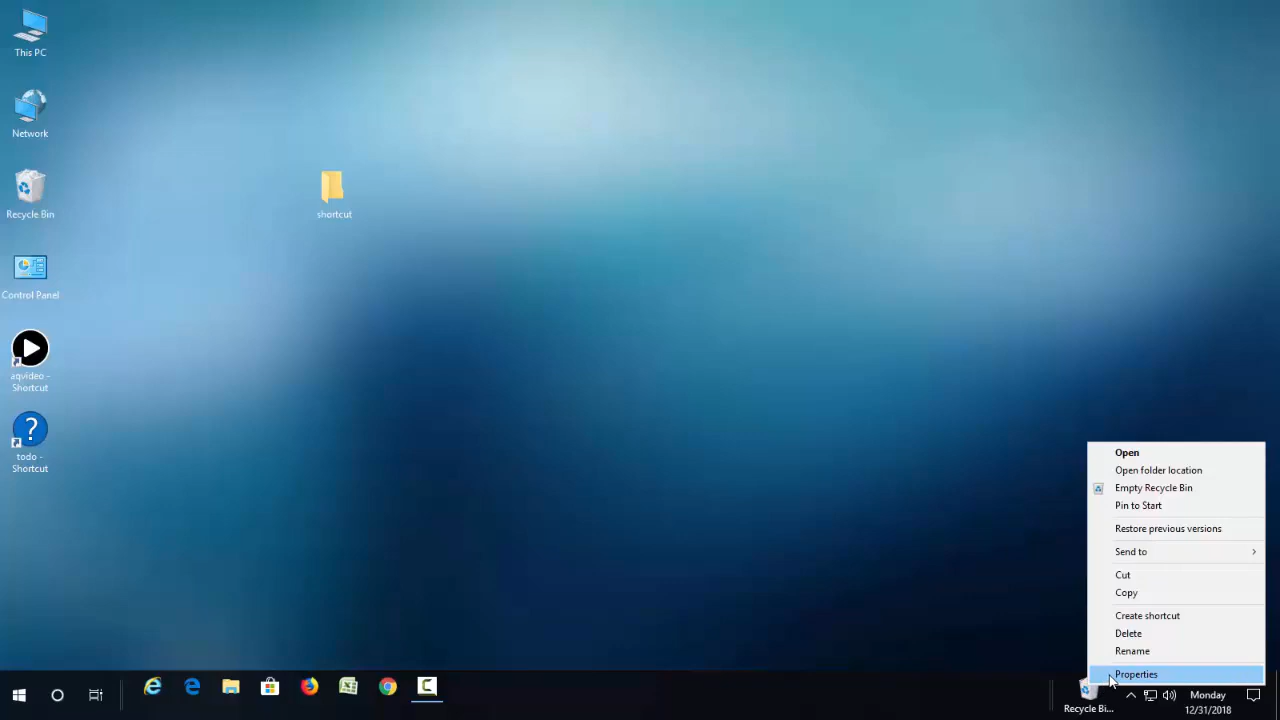 This PC
Network
Recycle Bin
Control Panel
aqvideo -
Shortcut
todo -
Shortcut
shortcut
Open
Open folder location
Empty Recycle Bin
Pin to Start
Restore previous versions
Send to
Cut
Copy
Create shortcut
Delete
Rename
Properties
Recycle Bi...
Monday
12/31/2018